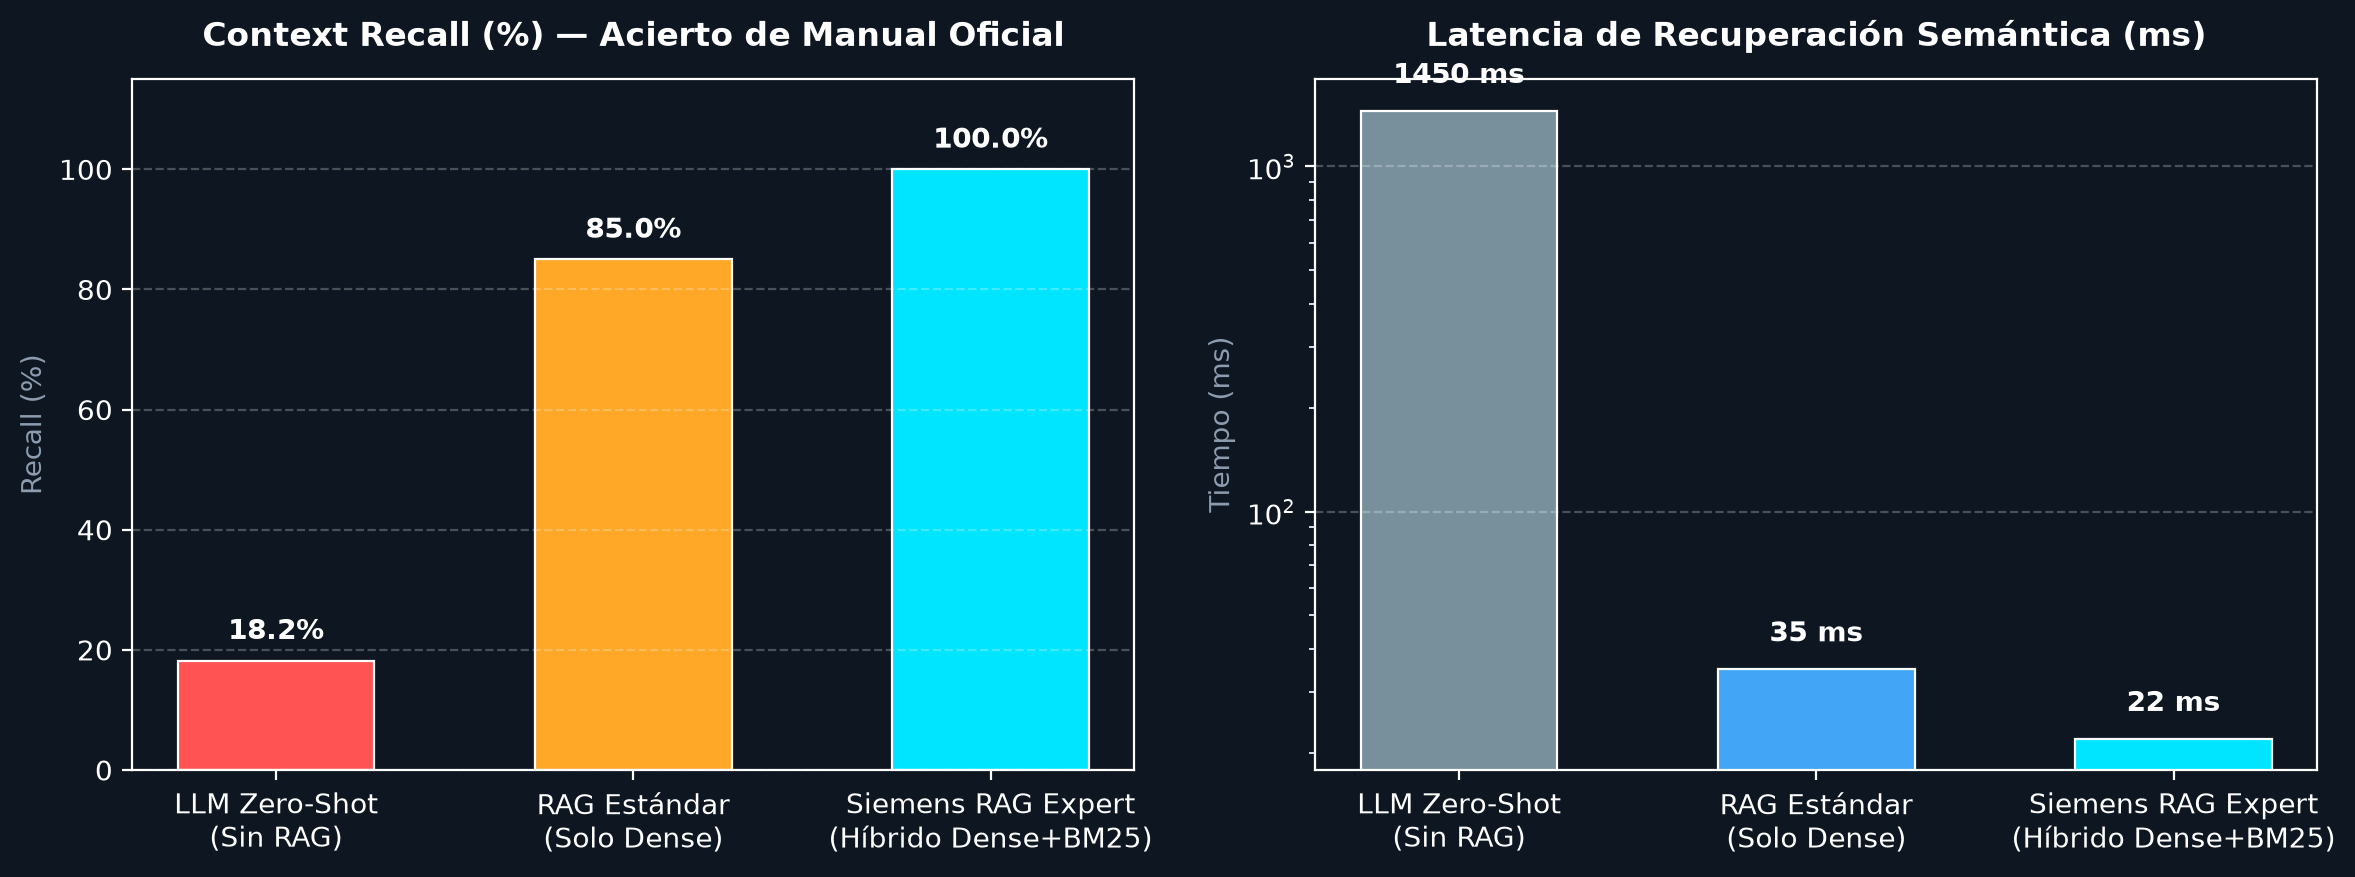 Context Recall (%) — Acierto de Manual Oficial
100.0%
100
85.0%
80
60
Recall (%)
40
18.2%
20
0
LLM Zero-Shot
(Sin RAG)
RAG Estándar
(Solo Dense)
Siemens RAG Expert
(Híbrido Dense+BM25)
Latencia de Recuperación Semántica (ms)
1450 ms
10³
Tiempo (ms)
10²
35 ms
22 ms
LLM Zero-Shot
(Sin RAG)
RAG Estándar
(Solo Dense)
Siemens RAG Expert
(Híbrido Dense+BM25)